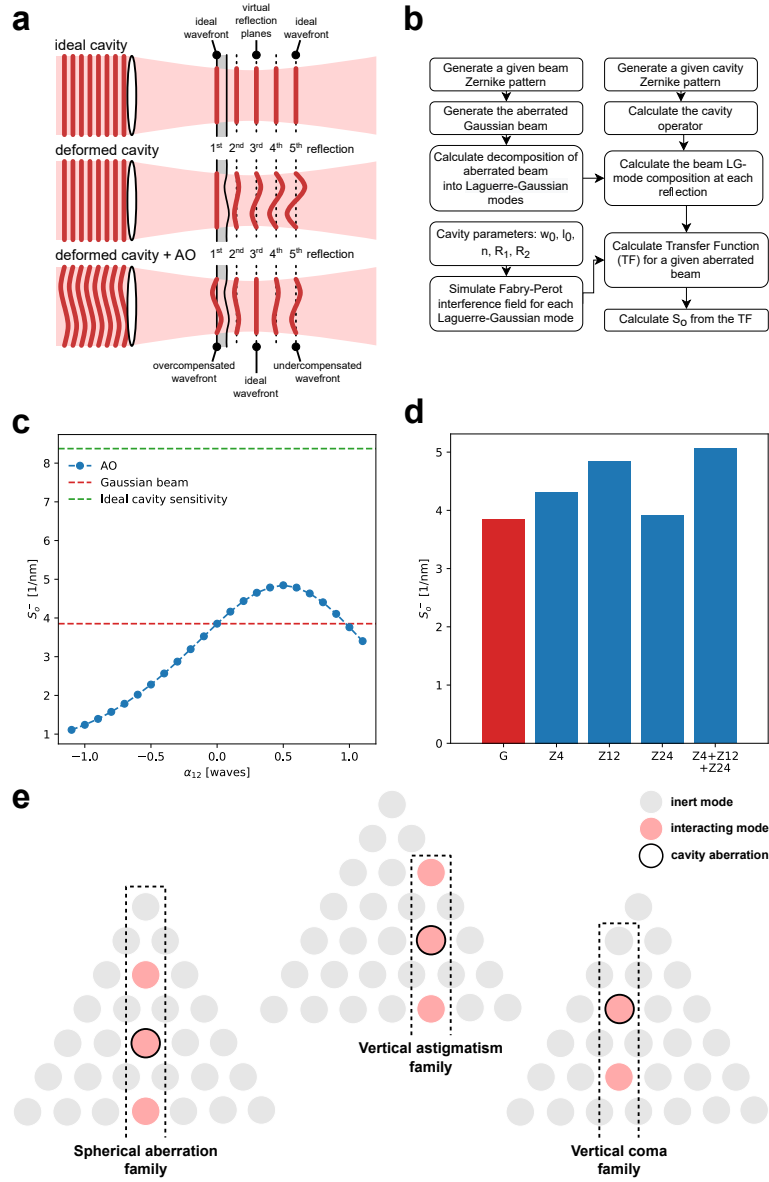 a
ideal cavity
ideal
wavefront
virtual
reflection
planes
ideal
wavefront
deformed cavity
1st 2nd 3rd 4th 5th reflection
deformed cavity + AO
1st 2nd 3rd 4th 5th reflection
overcompensated
wavefront
ideal
wavefront
undercompensated
wavefront
b
Generate a given beam
Zernike pattern
Generate the aberrated
Gaussian beam
Calculate decomposition of
aberrated beam
into Laguerre-Gaussian
modes
Cavity parameters: w0, l0,
n, R1, R2
Simulate Fabry-Perot
interference field for each
Laguerre-Gaussian mode
Generate a given cavity
Zernike pattern
Calculate the cavity
operator
Calculate the beam LG-
mode composition at each
reflection
Calculate Transfer Function
(TF) for a given aberrated
beam
Calculate So from the TF
c
AO
Gaussian beam
Ideal cavity sensitivity
8
7
6
5
4
3
2
1
So− [1/nm]
−1.0 −0.5 0.0 0.5 1.0
α12 [waves]
d
5
4
3
2
1
0
So− [1/nm]
G Z4 Z12 Z24 Z4+Z12
+Z24
e
inert mode
interacting mode
cavity aberration
Spherical aberration
family
Vertical astigmatism
family
Vertical coma
family